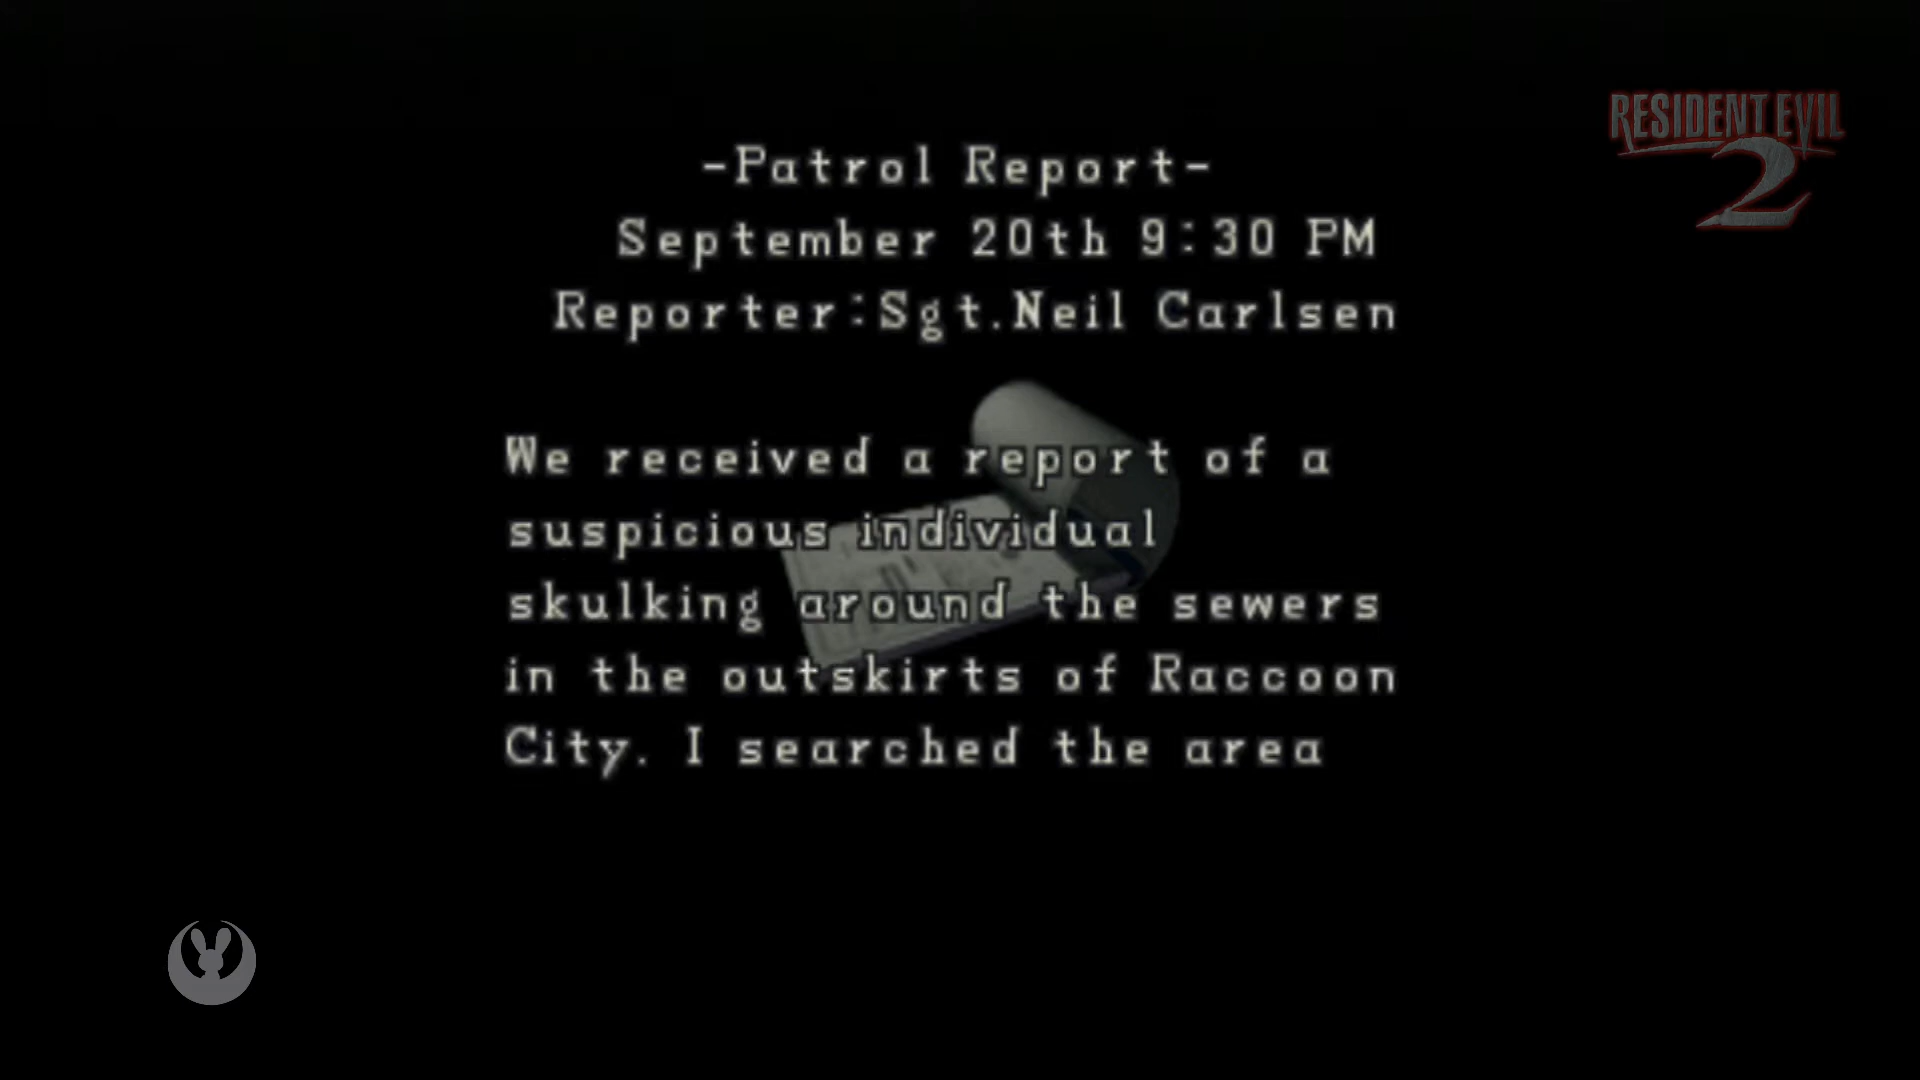 RESIDENT EVIL
2
-Patrol Report-
September 20th 9:30 PM
Reporter:Sgt.Neil Carlsen
We received a report of a
suspicious individual
skulking around the sewers
in the outskirts of Raccoon
City. I searched the area